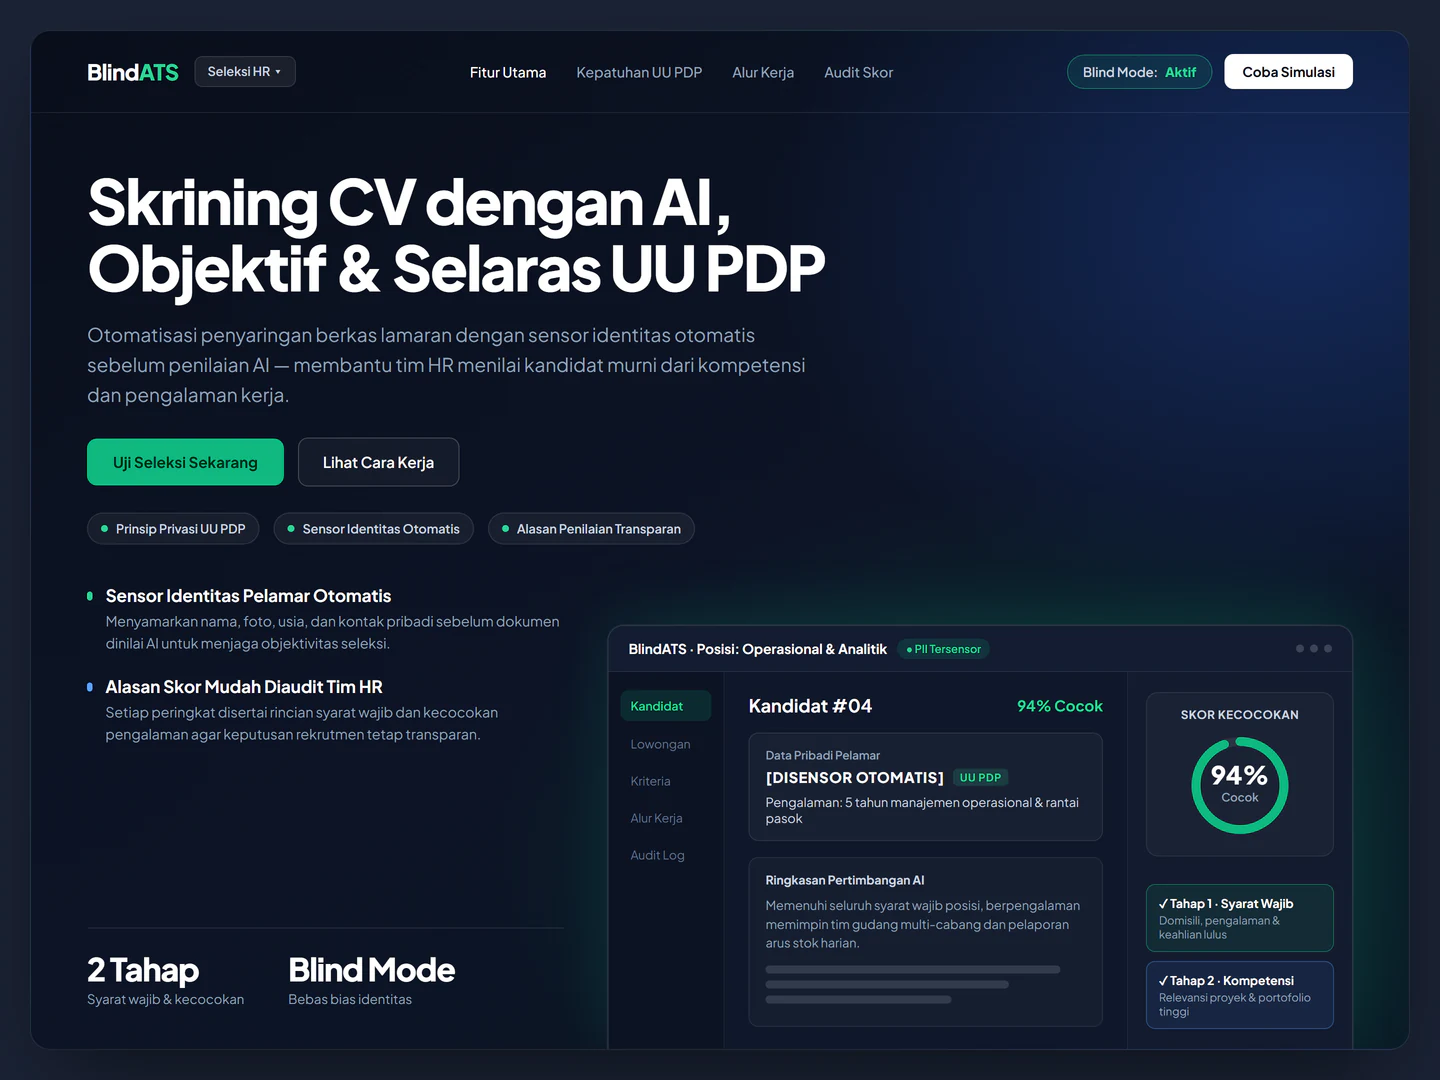 BlindATS
Seleksi HR ▾
Fitur Utama
Kepatuhan UU PDP
Alur Kerja
Audit Skor
Blind Mode: Aktif
Coba Simulasi
Skrining CV dengan AI,
Objektif & Selaras UU PDP
Otomatisasi penyaringan berkas lamaran dengan sensor identitas otomatis
sebelum penilaian AI — membantu tim HR menilai kandidat murni dari kompetensi
dan pengalaman kerja.
Uji Seleksi Sekarang
Lihat Cara Kerja
Prinsip Privasi UU PDP
Sensor Identitas Otomatis
Alasan Penilaian Transparan
Sensor Identitas Pelamar Otomatis
Menyamarkan nama, foto, usia, dan kontak pribadi sebelum dokumen
dinilai AI untuk menjaga objektivitas seleksi.
Alasan Skor Mudah Diaudit Tim HR
Setiap peringkat disertai rincian syarat wajib dan kecocokan
pengalaman agar keputusan rekrutmen tetap transparan.
2 Tahap
Syarat wajib & kecocokan
Blind Mode
Bebas bias identitas
BlindATS · Posisi: Operasional & Analitik
● PII Tersensor
Kandidat
Lowongan
Kriteria
Alur Kerja
Audit Log
Kandidat #04
94% Cocok
Data Pribadi Pelamar
[DISENSOR OTOMATIS]
UU PDP
Pengalaman: 5 tahun manajemen operasional & rantai
pasok
Ringkasan Pertimbangan AI
Memenuhi seluruh syarat wajib posisi, berpengalaman
memimpin tim gudang multi-cabang dan pelaporan
arus stok harian.
SKOR KECOCOKAN
94%
Cocok
✓ Tahap 1 · Syarat Wajib
Domisili, pengalaman &
keahlian lulus
✓ Tahap 2 · Kompetensi
Relevansi proyek & portofolio
tinggi